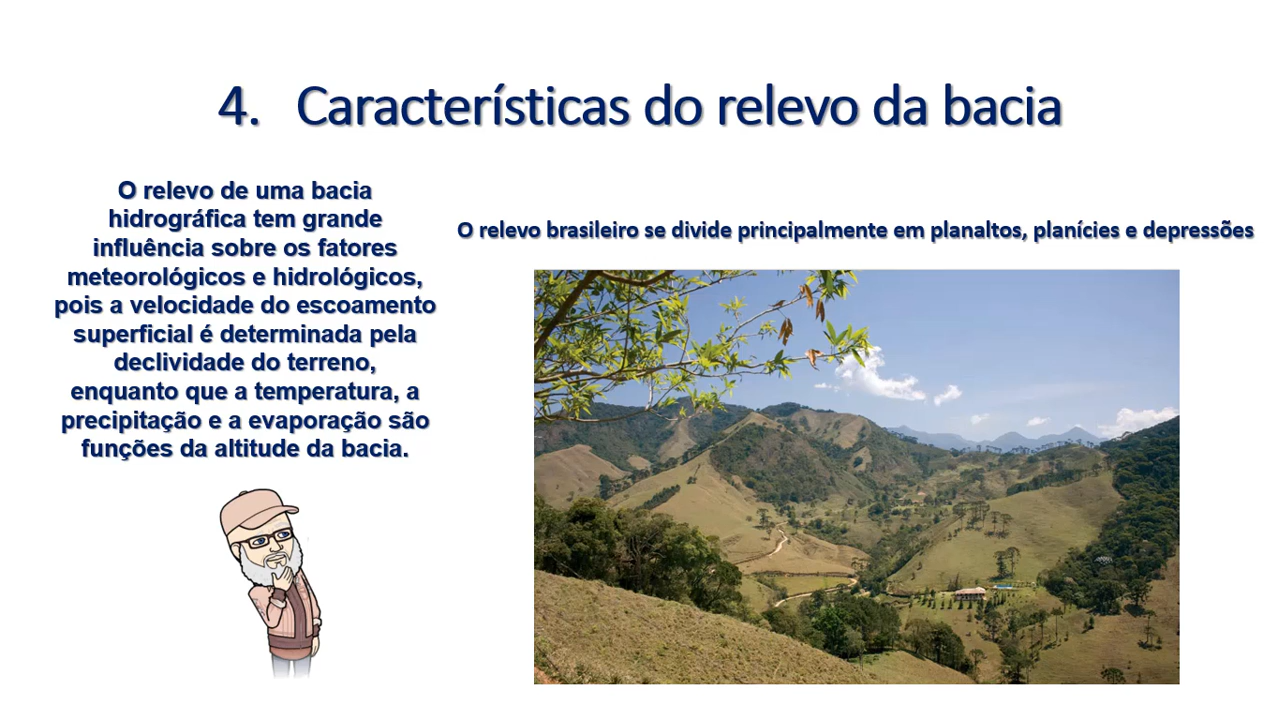 4. Características do relevo da bacia
O relevo de uma bacia
hidrográfica tem grande
influência sobre os fatores
meteorológicos e hidrológicos,
pois a velocidade do escoamento
superficial é determinada pela
declividade do terreno,
enquanto que a temperatura, a
precipitação e a evaporação são
funções da altitude da bacia.
O relevo brasileiro se divide principalmente em planaltos, planícies e depressões